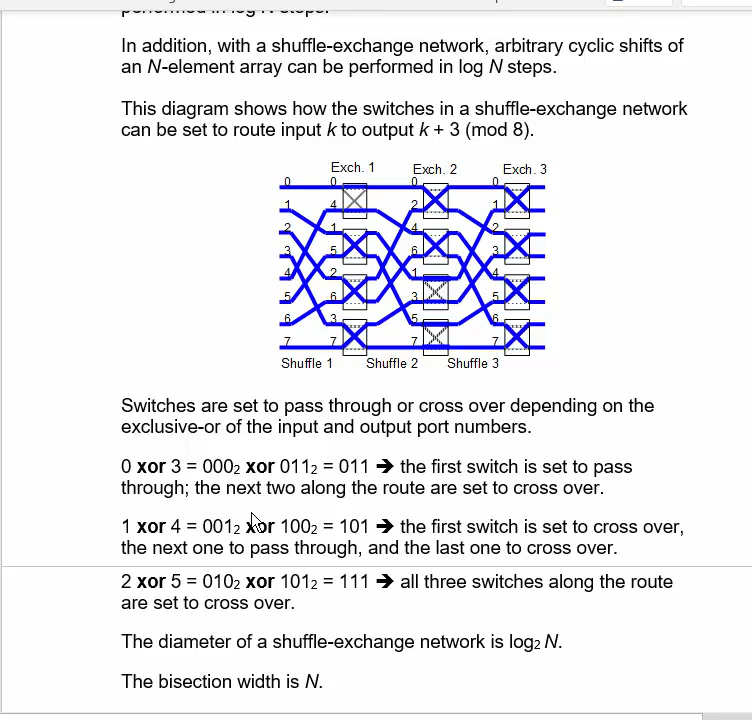 In addition, with a shuffle-exchange network, arbitrary cyclic shifts of
an N-element array can be performed in log N steps.
This diagram shows how the switches in a shuffle-exchange network
can be set to route input k to output k + 3 (mod 8).
Exch. 1 Exch. 2 Exch. 3
0 0 0 0
1 4 2 1
2 1 4 2
3 5 6 3
4 2 1 4
5 6 3 5
6 3 5 6
7 7 7 7
Shuffle 1 Shuffle 2 Shuffle 3
Switches are set to pass through or cross over depending on the
exclusive-or of the input and output port numbers.
0 xor 3 = 000₂ xor 011₂ = 011 ➔ the first switch is set to pass
through; the next two along the route are set to cross over.
1 xor 4 = 001₂ xor 100₂ = 101 ➔ the first switch is set to cross over,
the next one to pass through, and the last one to cross over.
2 xor 5 = 010₂ xor 101₂ = 111 ➔ all three switches along the route
are set to cross over.
The diameter of a shuffle-exchange network is log₂ N.
The bisection width is N.